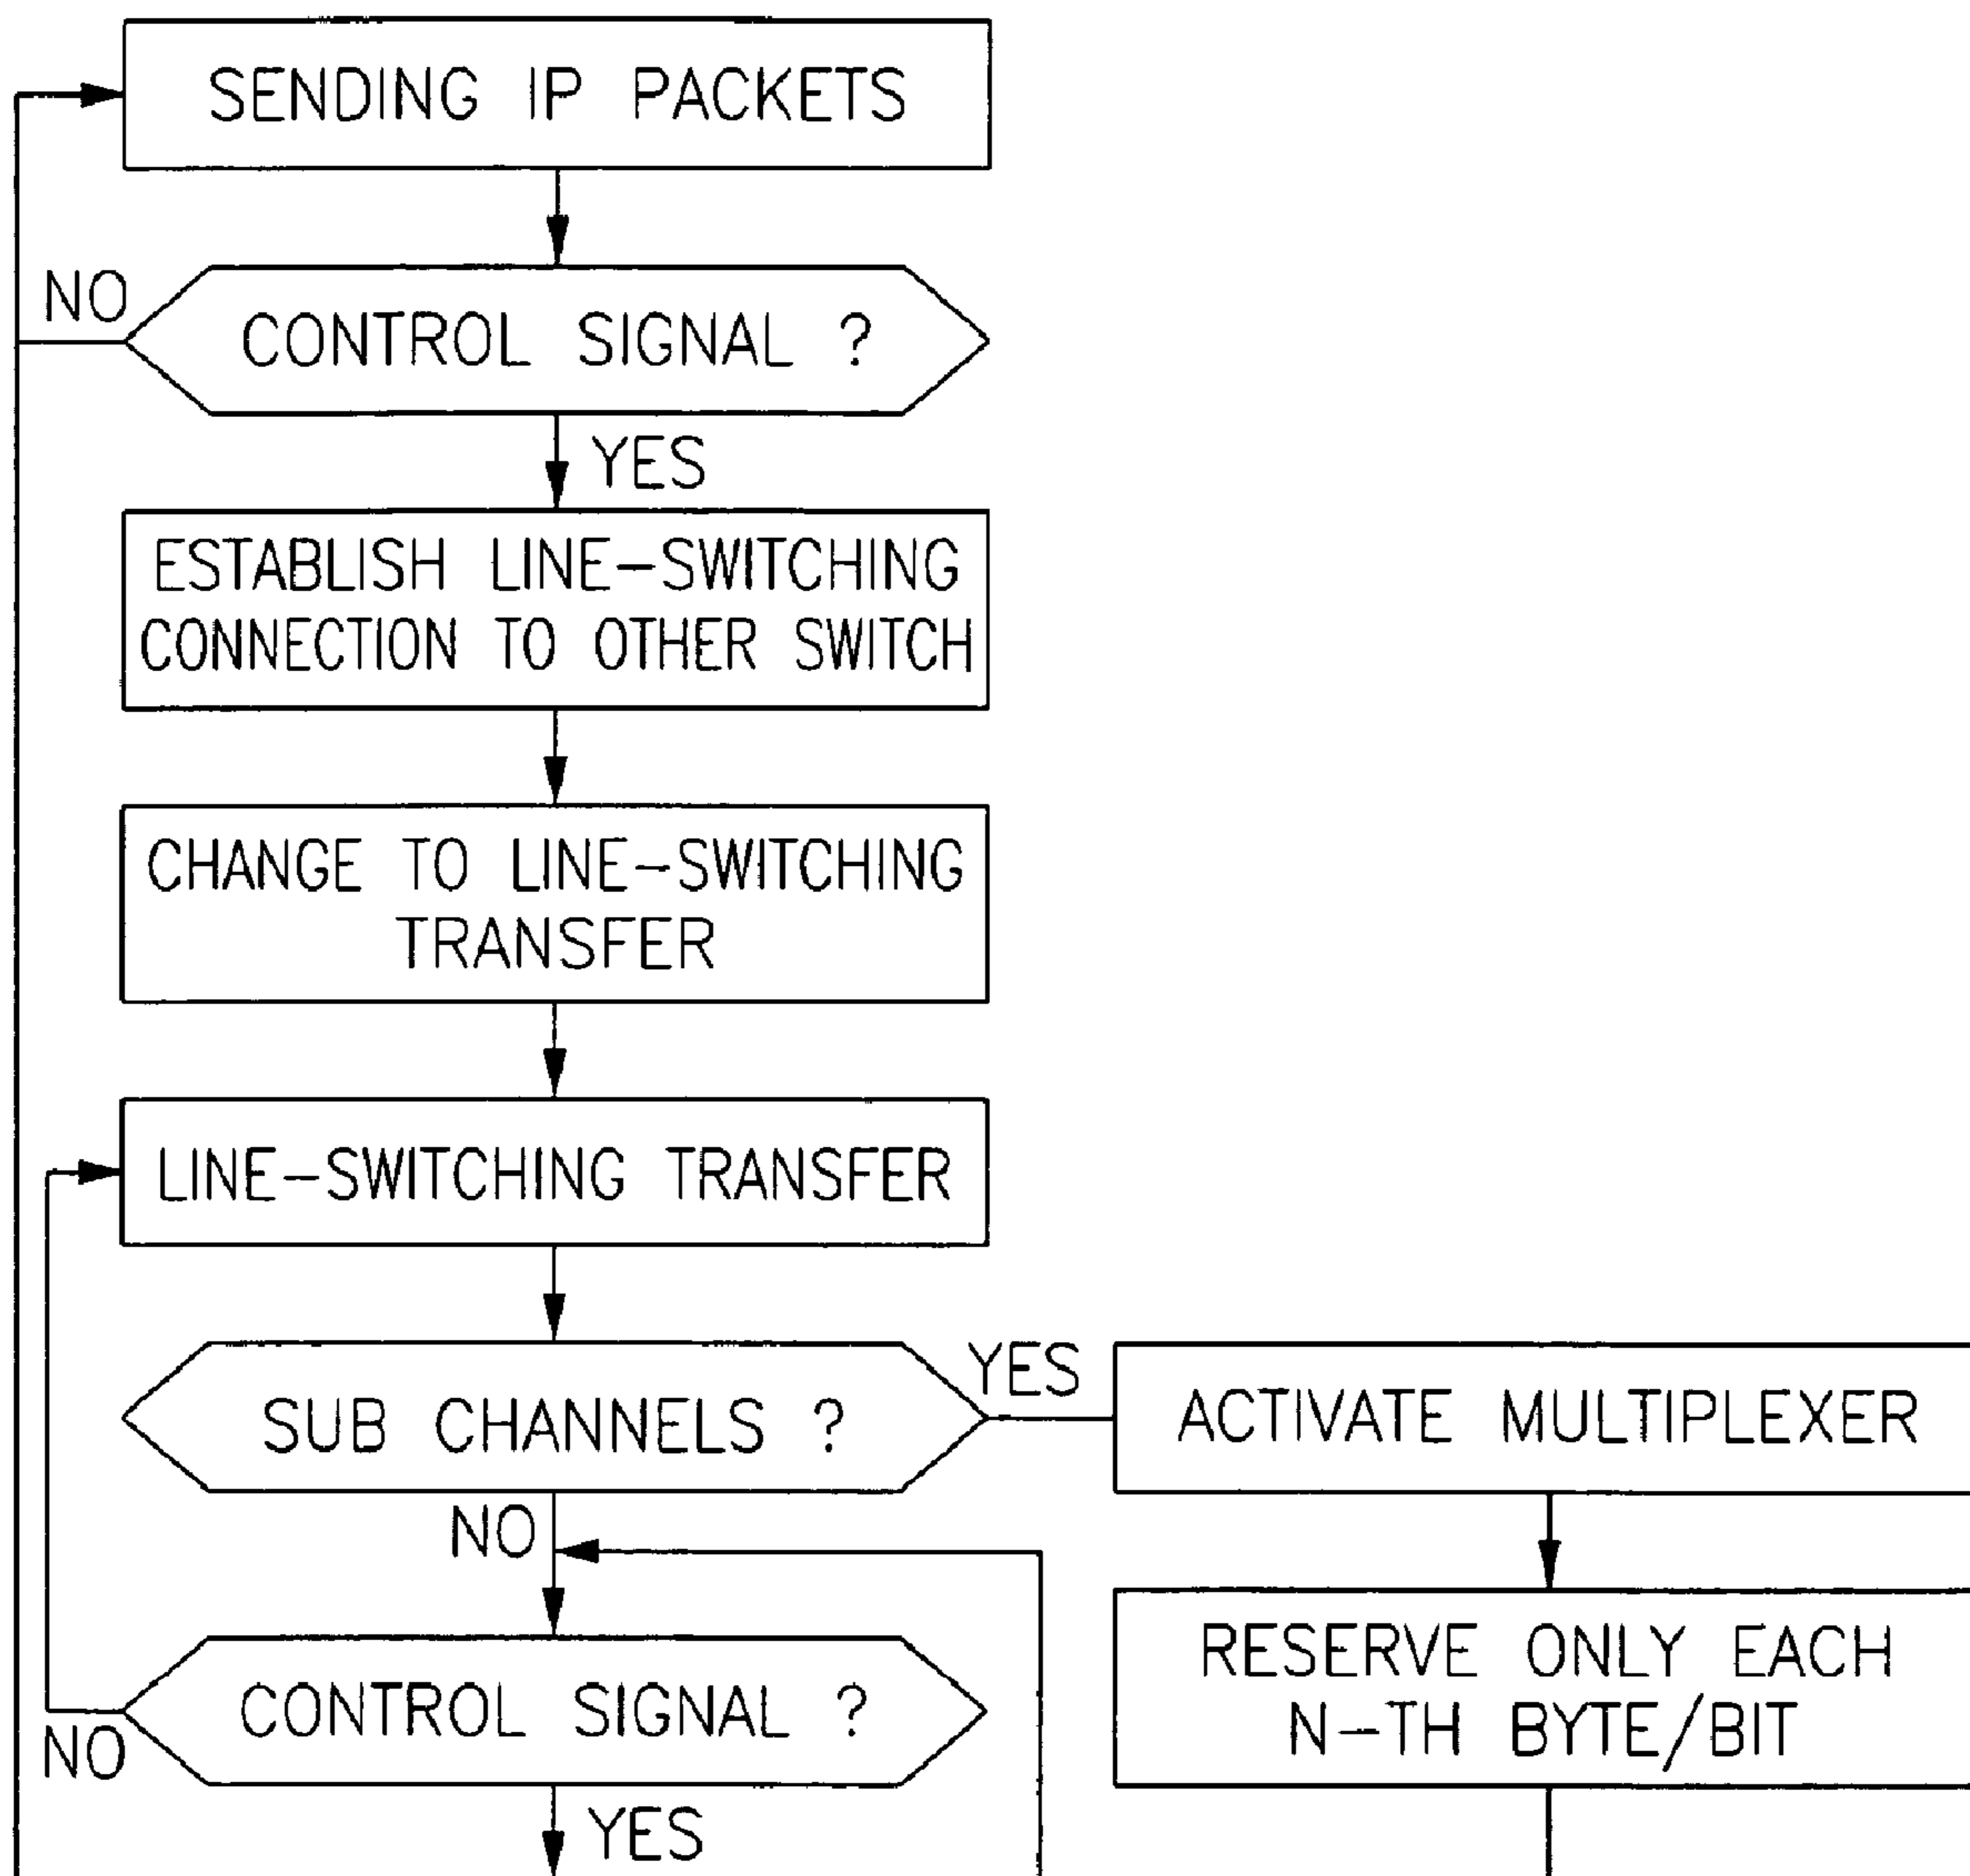 SENDING IP PACKETS
NO
CONTROL SIGNAL ?
YES
ESTABLISH LINE-SWITCHING
CONNECTION TO OTHER SWITCH
CHANGE TO LINE-SWITCHING
TRANSFER
LINE-SWITCHING TRANSFER
YES
SUB CHANNELS ?
ACTIVATE MULTIPLEXER
NO
RESERVE ONLY EACH
N-TH BYTE/BIT
CONTROL SIGNAL ?
NO
YES